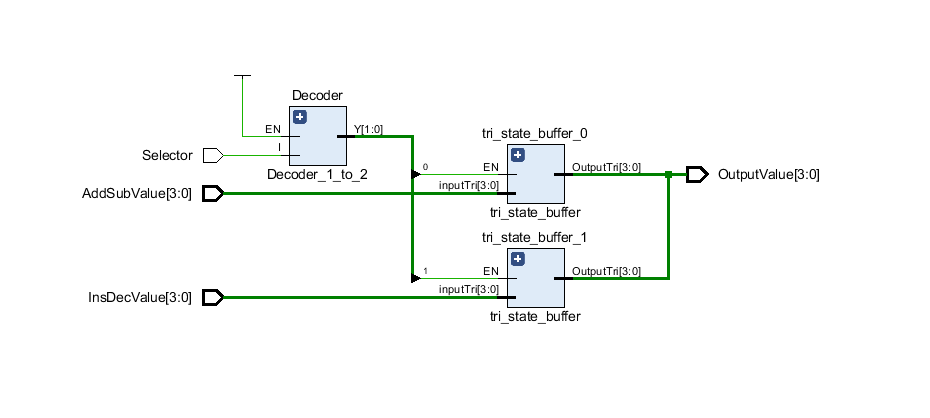 Decoder
EN
Y[1:0]
I
Selector
Decoder_1_to_2
tri_state_buffer_0
0
EN
OutputTri[3:0]
OutputValue[3:0]
AddSubValue[3:0]
inputTri[3:0]
tri_state_buffer
tri_state_buffer_1
1
EN
OutputTri[3:0]
InsDecValue[3:0]
inputTri[3:0]
tri_state_buffer